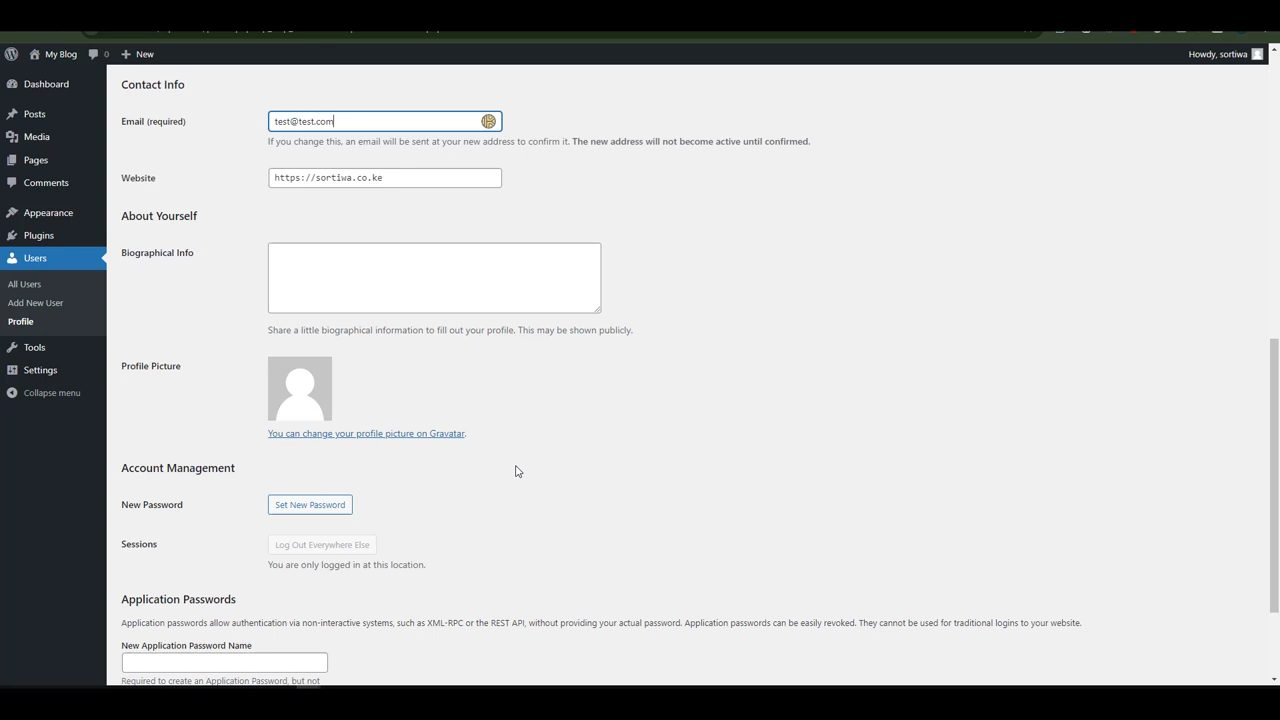 My Blog 0 New Howdy, sortiwa
Dashboard
Posts
Media
Pages
Comments
Appearance
Plugins
Users
All Users
Add New User
Profile
Tools
Settings
Collapse menu
Contact Info
Email (required) test@test.com
If you change this, an email will be sent at your new address to confirm it. The new address will not become active until confirmed.
Website https://sortiwa.co.ke
About Yourself
Biographical Info
Share a little biographical information to fill out your profile. This may be shown publicly.
Profile Picture
You can change your profile picture on Gravatar.
Account Management
New Password Set New Password
Sessions Log Out Everywhere Else
You are only logged in at this location.
Application Passwords
Application passwords allow authentication via non-interactive systems, such as XML-RPC or the REST API, without providing your actual password. Application passwords can be easily revoked. They cannot be used for traditional logins to your website.
New Application Password Name
Required to create an Application Password, but not